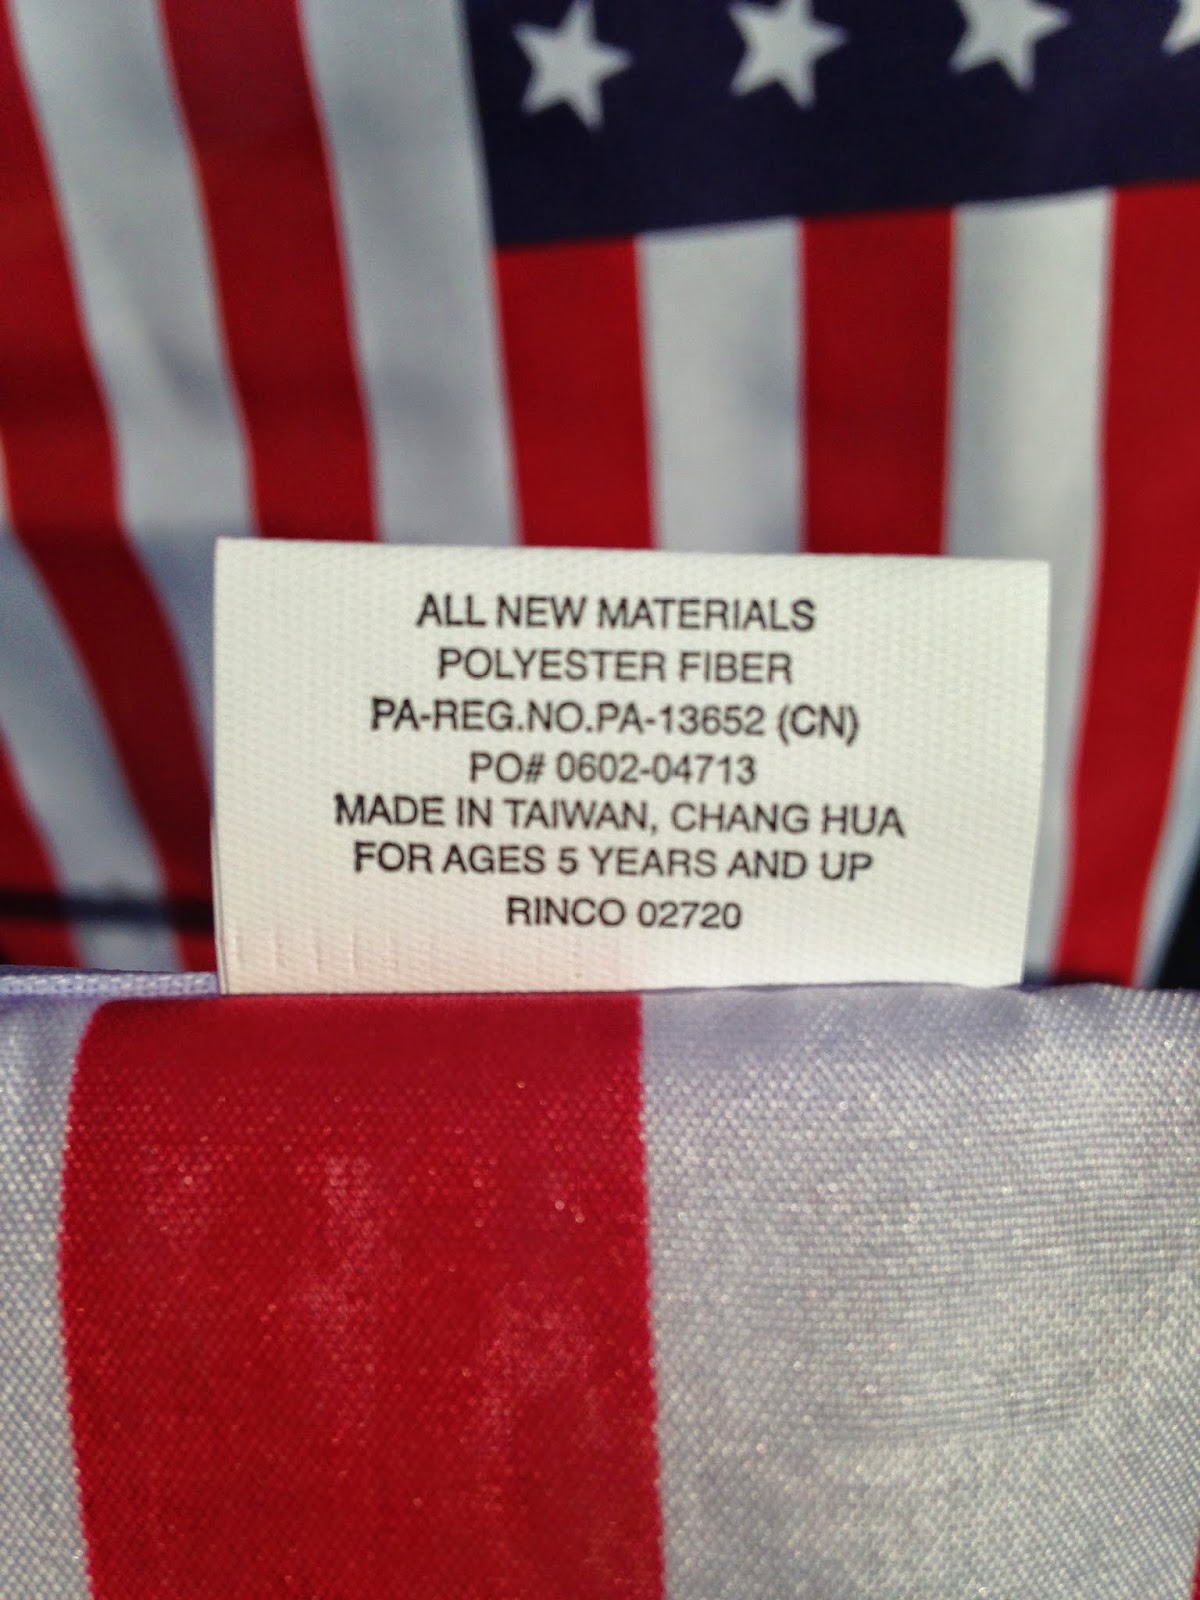 ALL NEW MATERIALS
POLYESTER FIBER
PA-REG.NO.PA-13652 (CN)
PO# 0602-04713
MADE IN TAIWAN, CHANG HUA
FOR AGES 5 YEARS AND UP
RINCO 02720